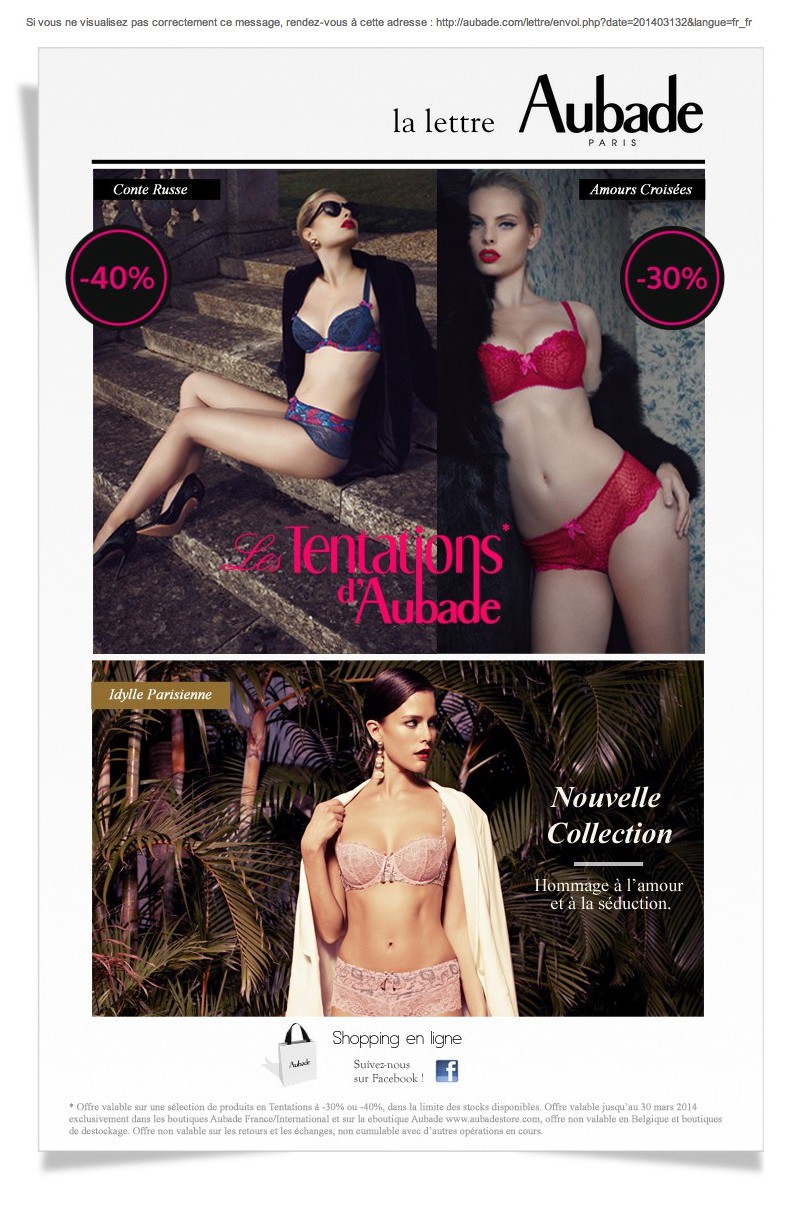 Si vous ne visualisez pas correctement ce message, rendez-vous à cette adresse : http://aubade.com/lettre/envoi.php?date=201403132&langue=fr_fr
la lettre Aubade
PARIS
Conte Russe
Amours Croisées
-40%
-30%
Les Tentations*
d'Aubade
Idylle Parisienne
Nouvelle
Collection
Hommage à l'amour
et à la séduction.
Aubade
Shopping en ligne
Suivez-nous
sur Facebook !
f
* Offre valable sur une sélection de produits en Tentations à -30% ou -40%, dans la limite des stocks disponibles. Offre valable jusqu'au 30 mars 2014
exclusivement dans les boutiques Aubade France/International et sur la eboutique Aubade www.aubadestore.com, offre non valable en Belgique et boutiques
de destockage. Offre non valable sur les retours et les échanges, non cumulable avec d'autres opérations en cours.